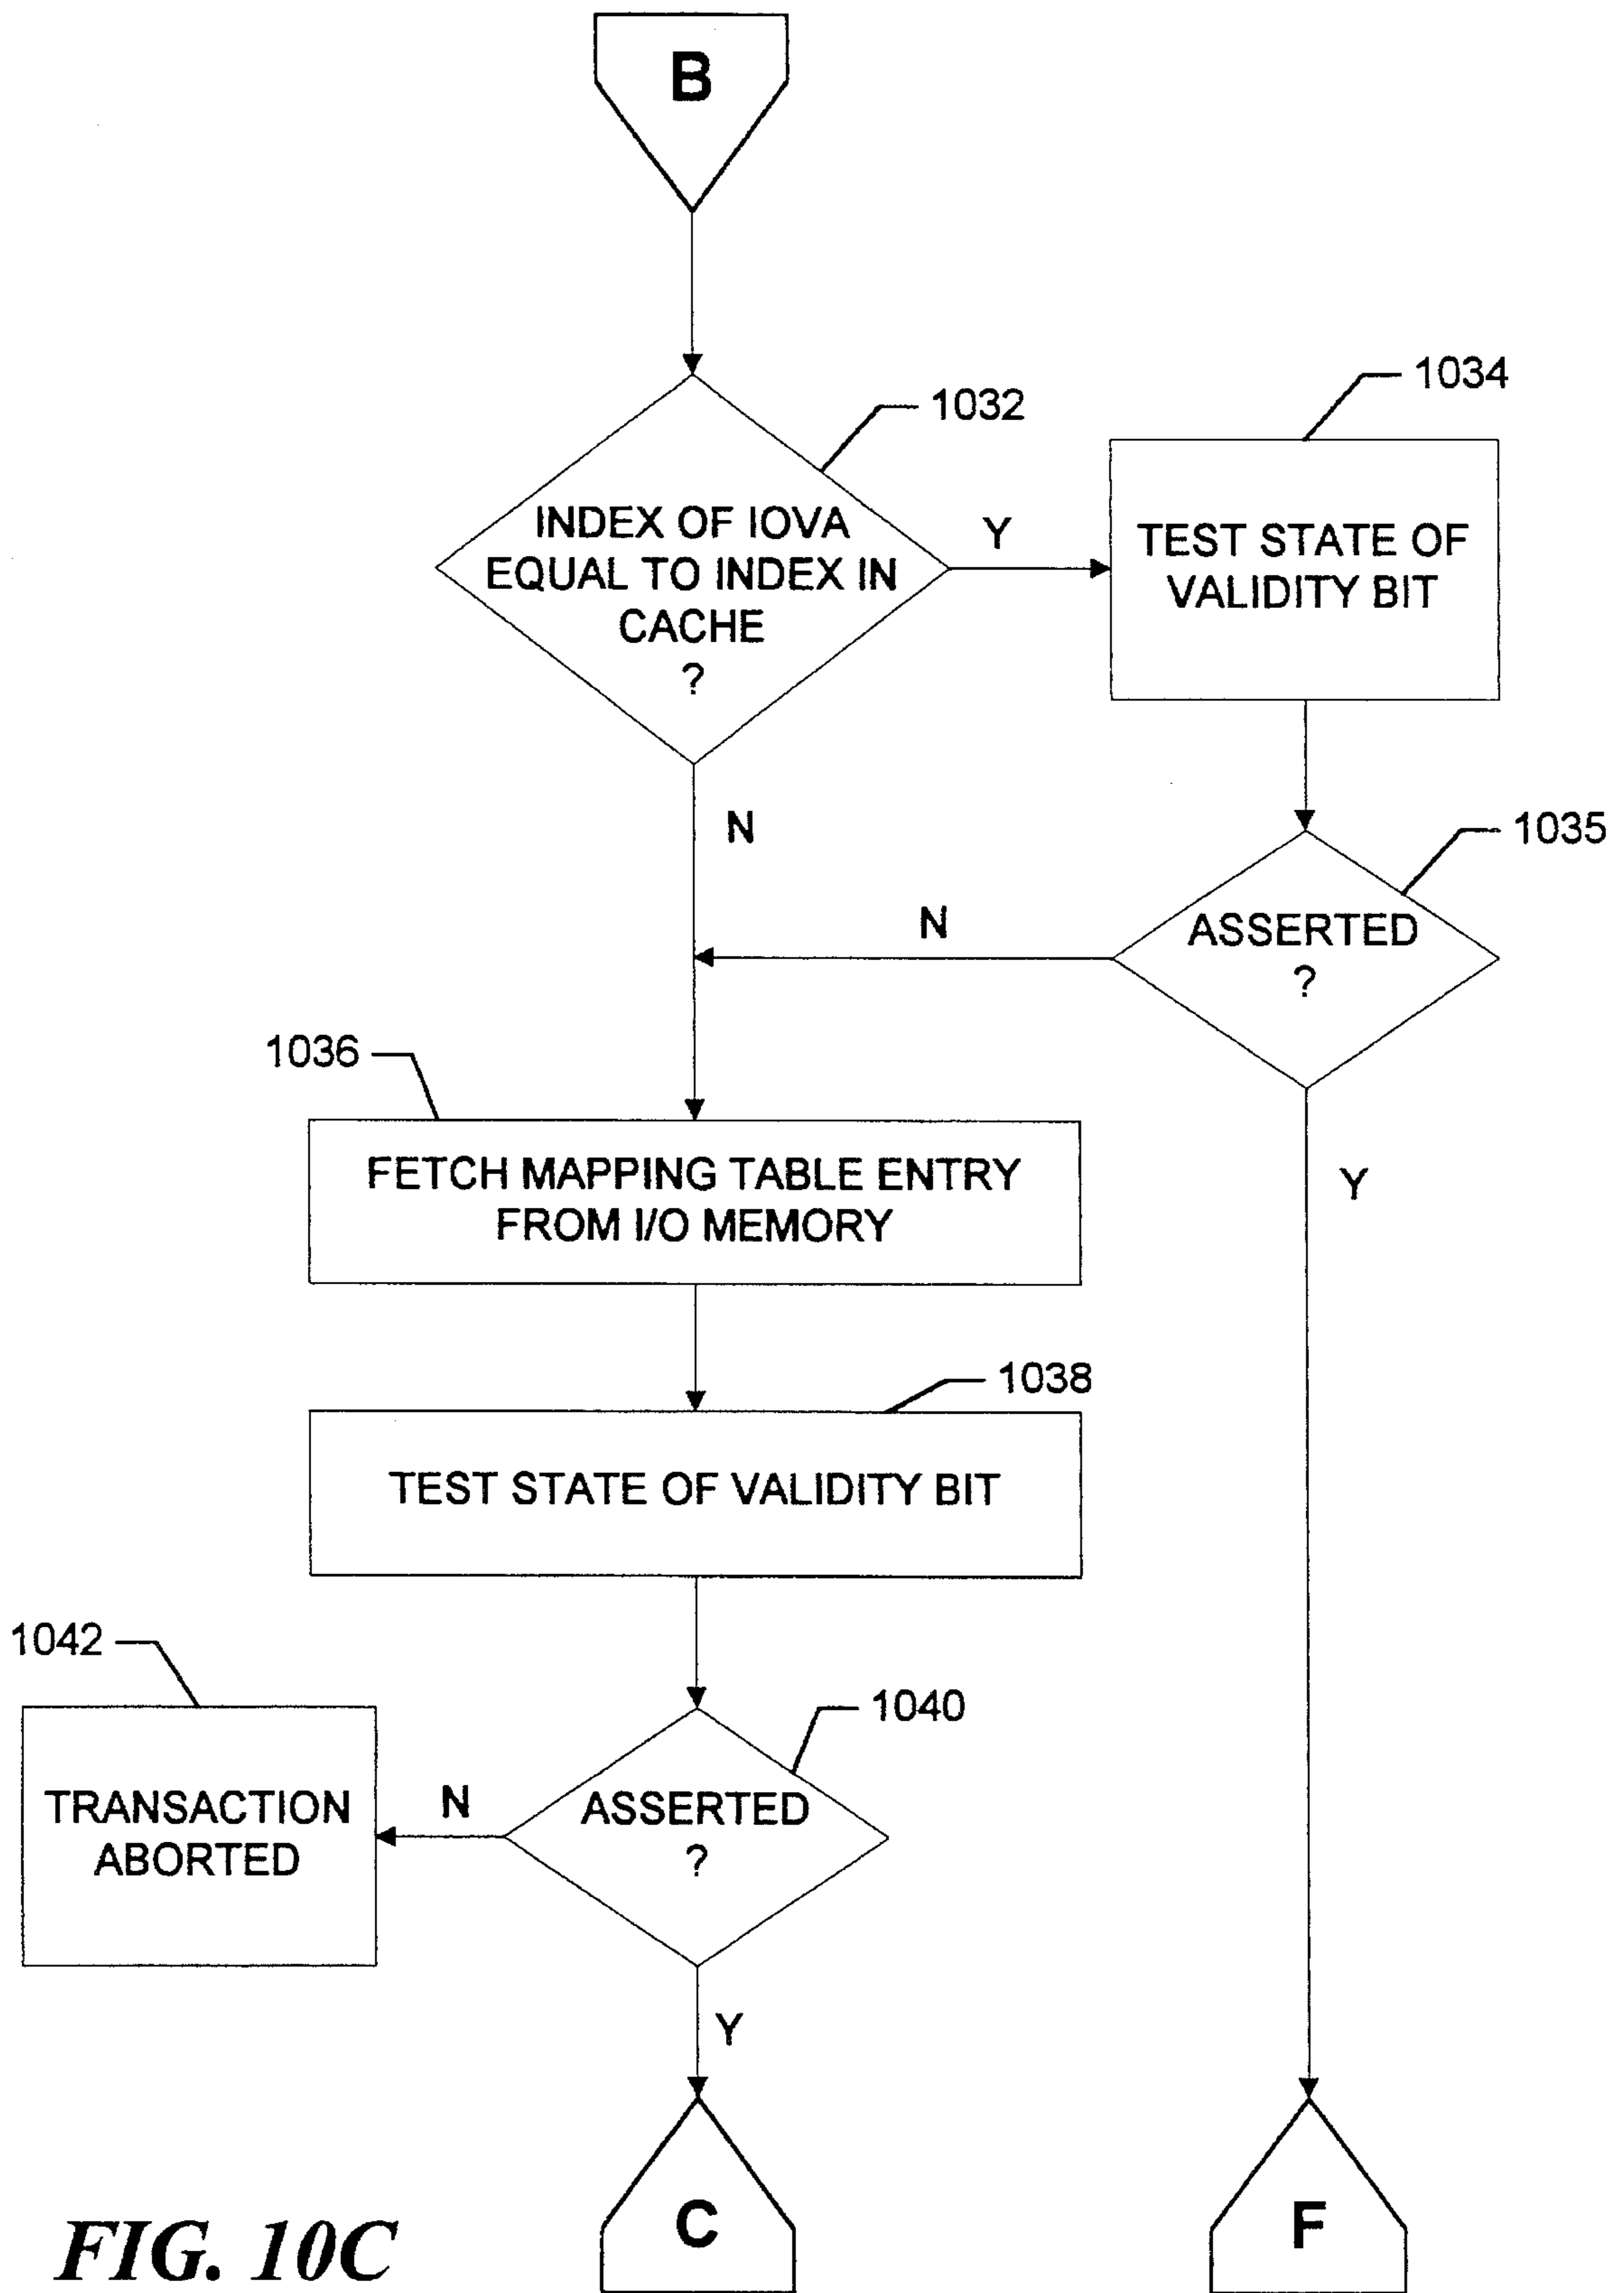 B
1032
1034
INDEX OF IOVA
EQUAL TO INDEX IN
CACHE
?
Y
TEST STATE OF
VALIDITY BIT
N
1035
N
ASSERTED
?
1036
FETCH MAPPING TABLE ENTRY
FROM I/O MEMORY
Y
1038
TEST STATE OF VALIDITY BIT
1042
1040
TRANSACTION
ABORTED
N
ASSERTED
?
Y
C
F
FIG. 10C